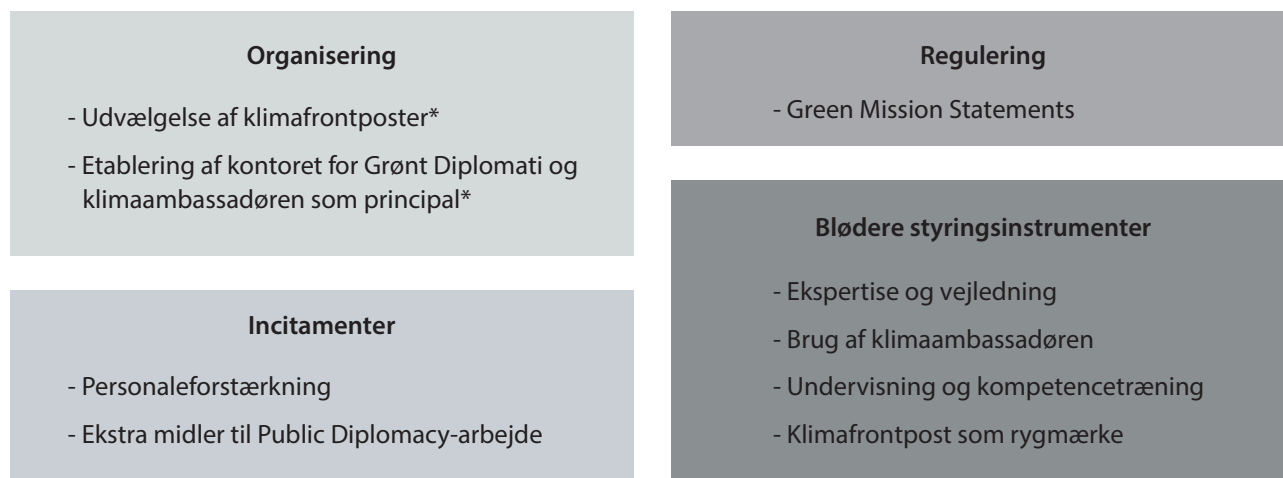 Organisering
- Udvælgelse af klimafrontposter*
- Etablering af kontoret for Grønt Diplomati og
klimaambassadøren som principal*
Incitamenter
- Personaleforstærkning
- Ekstra midler til Public Diplomacy-arbejde
Regulering
- Green Mission Statements
Blødere styringsinstrumenter
- Ekspertise og vejledning
- Brug af klimaambassadøren
- Undervisning og kompetencetræning
- Klimafrontpost som rygmærke